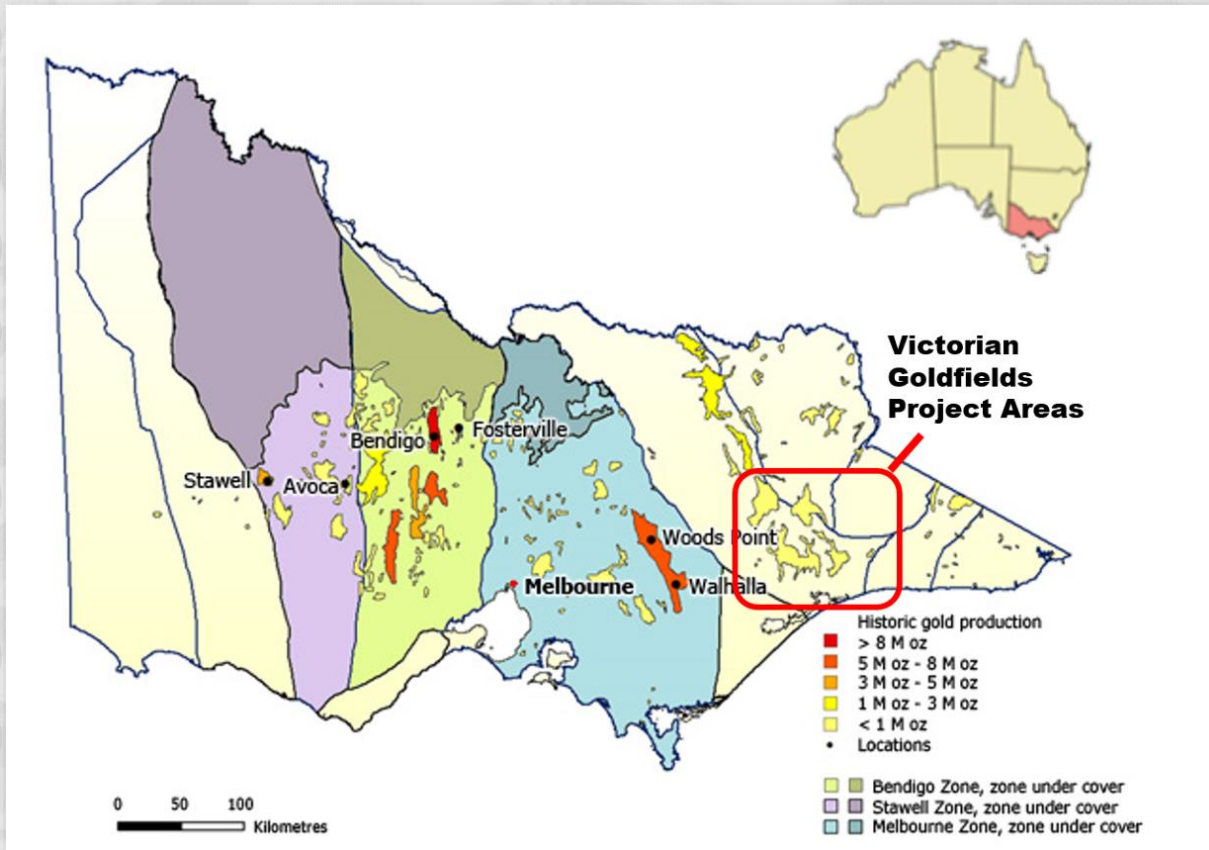 Victorian
Goldfields
Project Areas
Bendigo
Fosterville
Stawell
Avoca
Woods Point
Melbourne
Walhalla
Historic gold production
> 8 M oz
5 M oz - 8 M oz
3 M oz - 5 M oz
1 M oz - 3 M oz
< 1 M oz
Locations
Bendigo Zone, zone under cover
Stawell Zone, zone under cover
Melbourne Zone, zone under cover
0 50 100
Kilometres